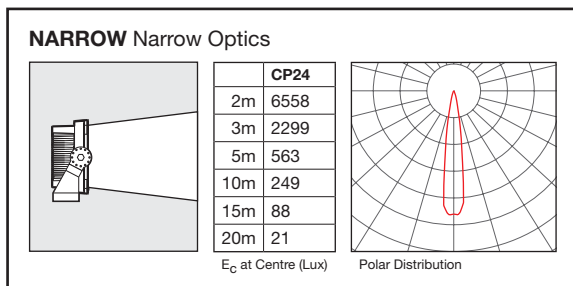 NARROW Narrow Optics
CP24
2m 6558
3m 2299
5m 563
10m 249
15m 88
20m 21
EC at Centre (Lux)
Polar Distribution